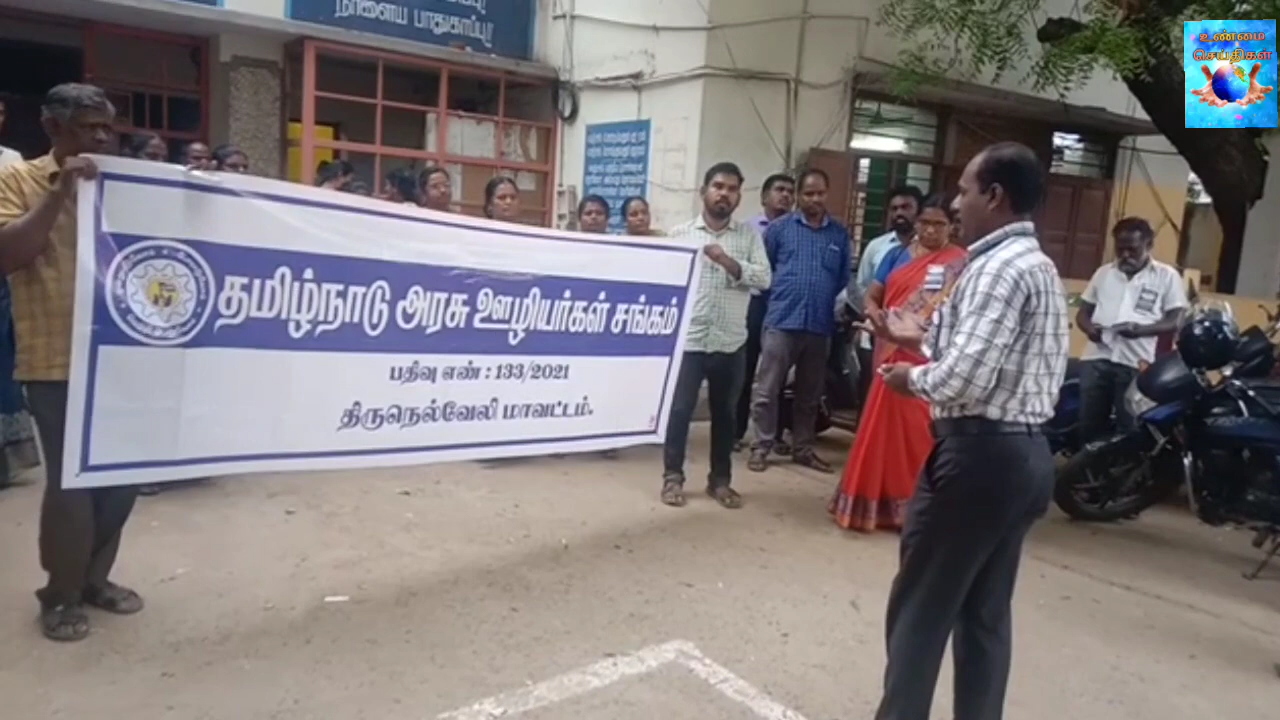 நாளைய பாதுகாப்பு!
உண்மை
செய்திகள்
தமிழ்நாடு அரசு ஊழியர்கள் சங்கம்
பதிவு எண் : 133/2021
திருநெல்வேலி மாவட்டம்.